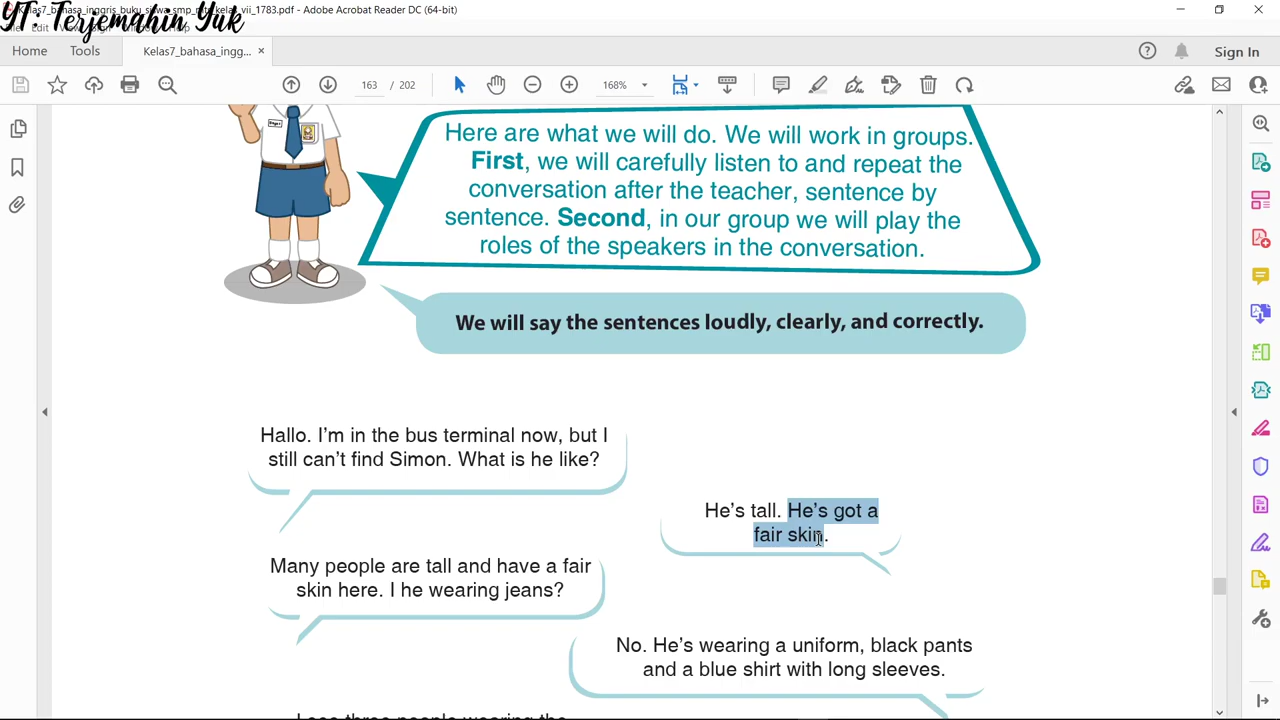 YT: Terjemahin Yuk
Kelas7_bahasa_inggris_buku_siswa_smp_mts_kelas_vii_1783.pdf - Adobe Acrobat Reader DC (64-bit)
Home Tools Kelas7_bahasa_ingg... × Sign In
163 / 202 168%
Here are what we will do. We will work in groups.
First, we will carefully listen to and repeat the
conversation after the teacher, sentence by
sentence. Second, in our group we will play the
roles of the speakers in the conversation.
We will say the sentences loudly, clearly, and correctly.
Hallo. I'm in the bus terminal now, but I
still can't find Simon. What is he like?
He's tall. He's got a
fair skin.
Many people are tall and have a fair
skin here. I he wearing jeans?
No. He's wearing a uniform, black pants
and a blue shirt with long sleeves.
I see three people wearing the